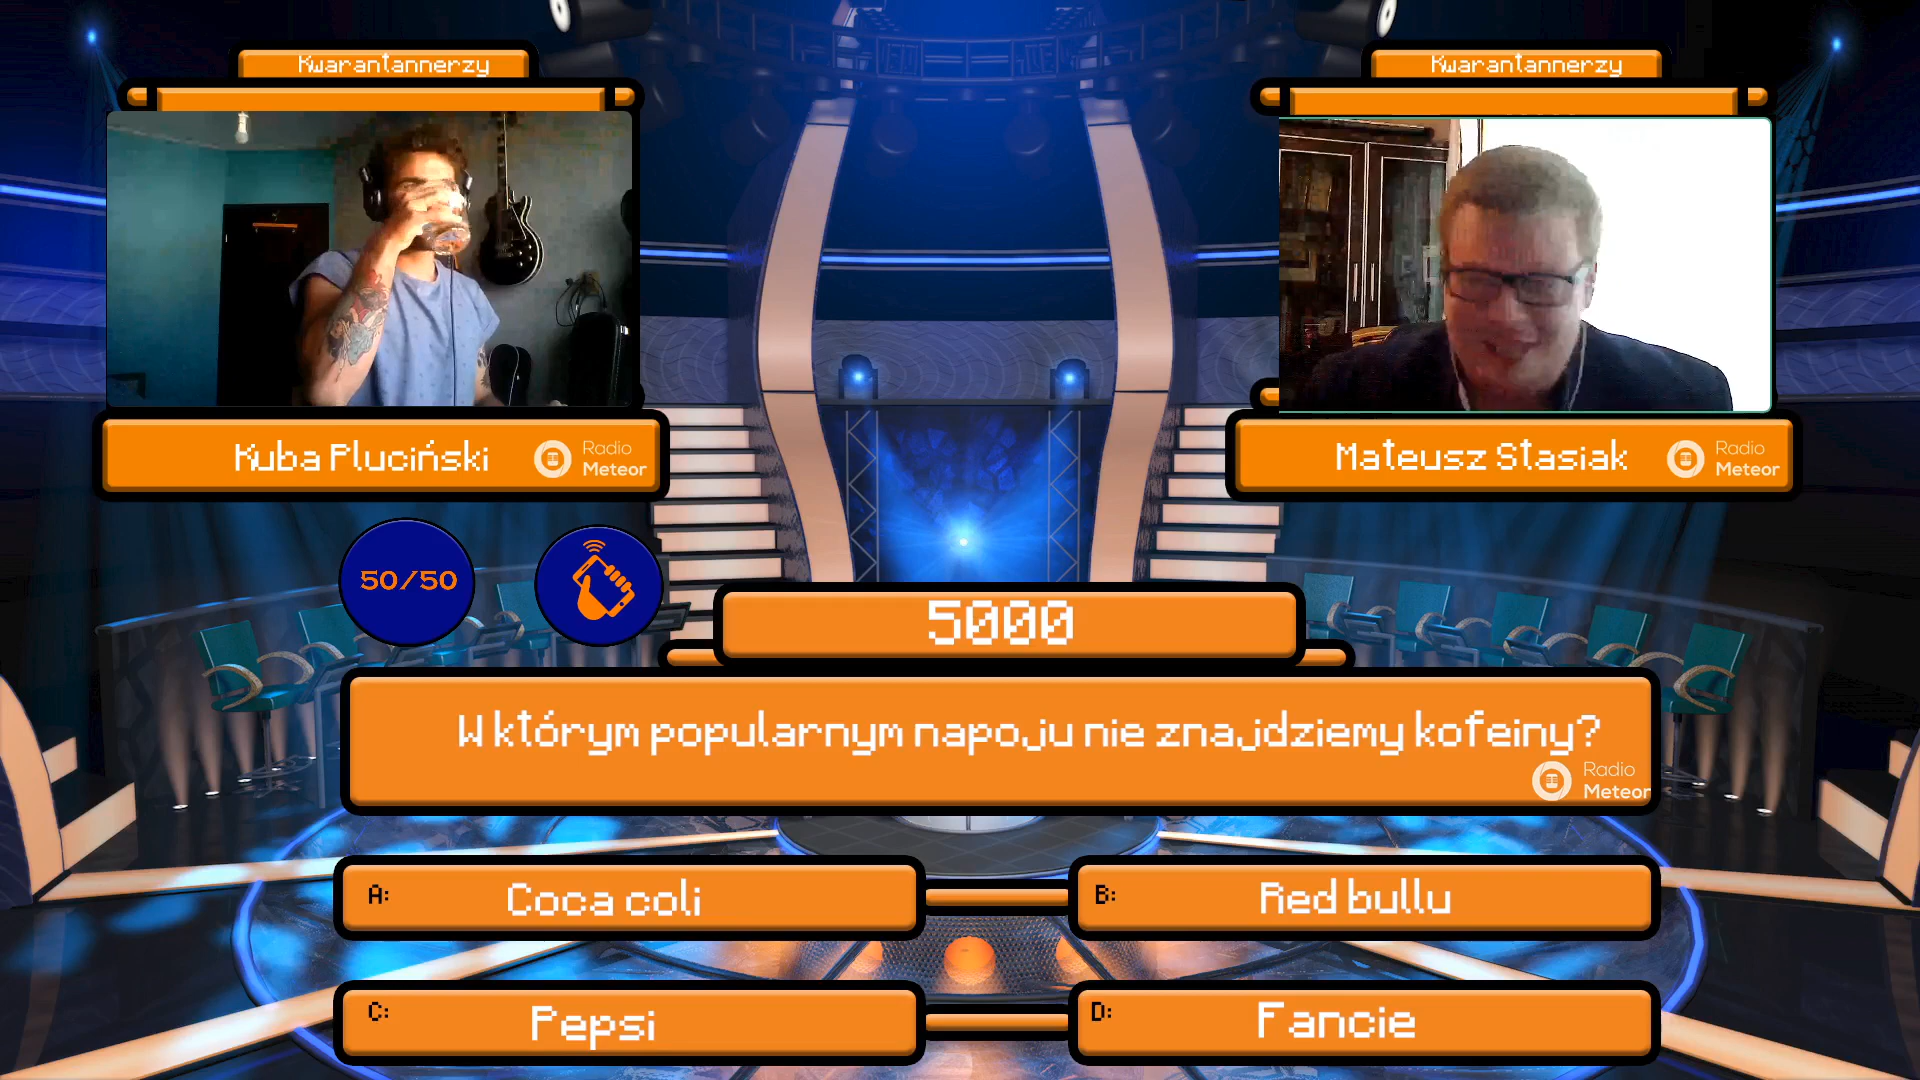 Kwarantannerzy
Kwarantannerzy
Kuba Pluciński
Radio
Meteor
Mateusz Stasiak
Radio
Meteor
50/50
5000
W którym popularnym napoju nie znajdziemy kofeiny?
Radio
Meteor
A: Coca coli
B: Red bullu
C: Pepsi
D: Fancie